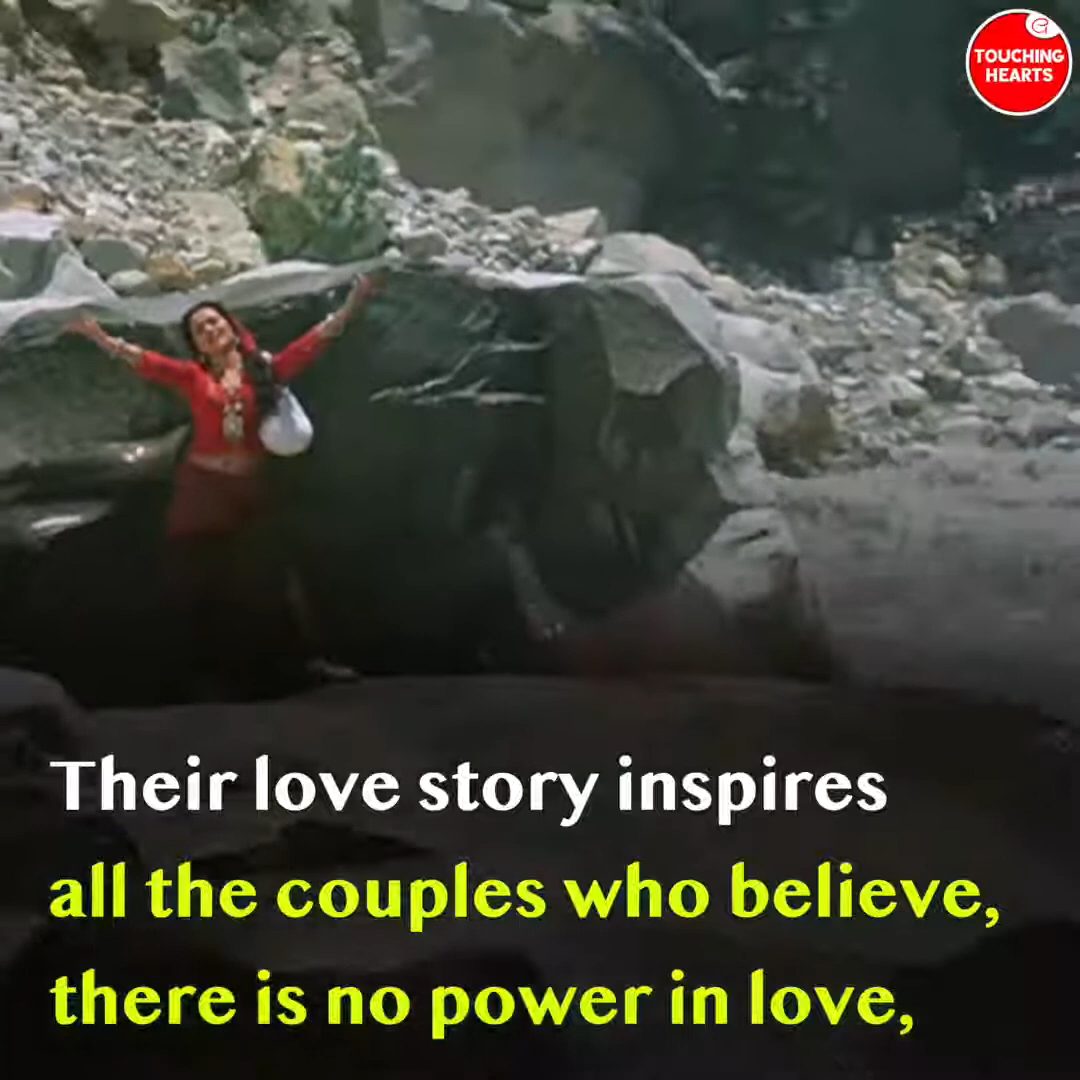 G
TOUCHING
HEARTS
Their love story inspires
all the couples who believe,
there is no power in love,